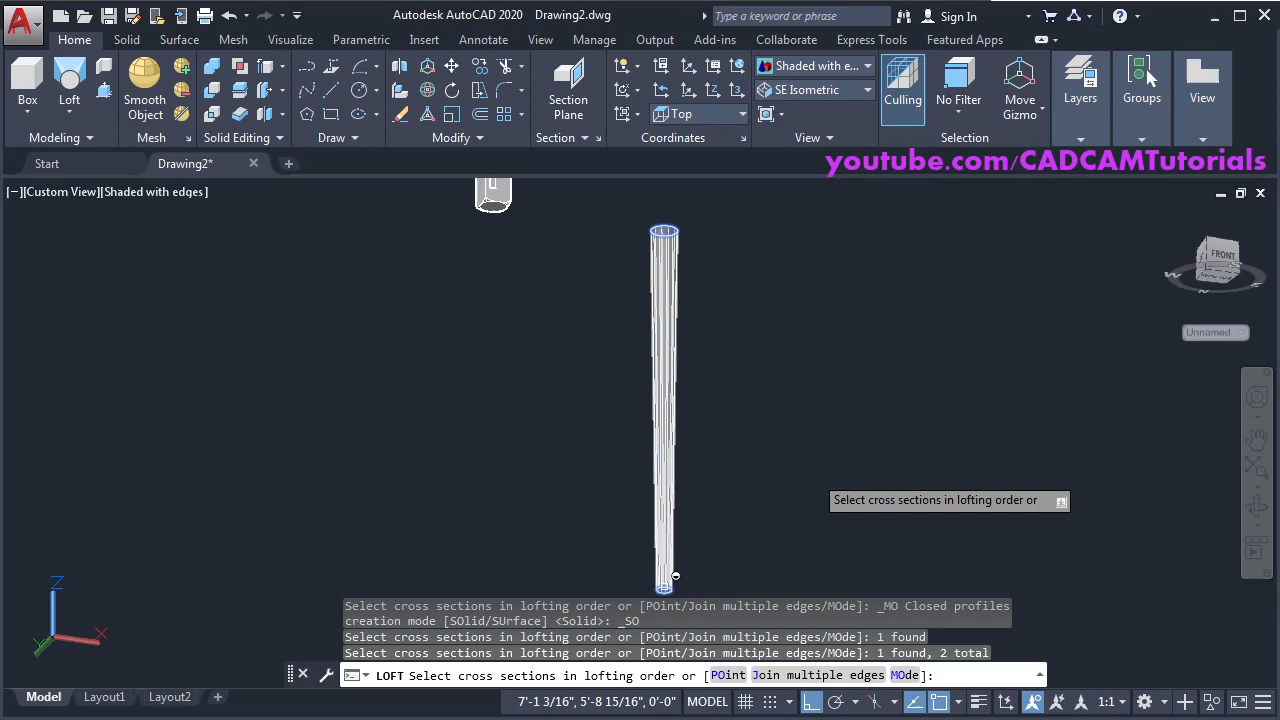 Autodesk AutoCAD 2020 Drawing2.dwg
Type a keyword or phrase
Sign In
Home Solid Surface Mesh Visualize Parametric Insert Annotate View Manage Output Add-ins Collaborate Express Tools Featured Apps
Box
Loft
Smooth
Object
Section
Plane
Top
Shaded with e...
SE Isometric
Culling
No Filter
Move
Gizmo
Layers
Groups
View
Modeling Mesh Solid Editing Draw Modify Section Coordinates View Selection
youtube.com/CADCAMTutorials
Start Drawing2*
[−][Custom View][Shaded with edges]
FRONT
W
Unnamed
Select cross sections in lofting order or
Z
X
Y
Select cross sections in lofting order or [POint/Join multiple edges/MOde]: _MO Closed profiles
creation mode [SOlid/SUrface] <Solid>: _SO
Select cross sections in lofting order or [POint/Join multiple edges/MOde]: 1 found
Select cross sections in lofting order or [POint/Join multiple edges/MOde]: 1 found, 2 total
LOFT Select cross sections in lofting order or [POint Join multiple edges MOde]:
Model Layout1 Layout2
7'-1 3/16", 5'-8 15/16", 0'-0" MODEL 1:1